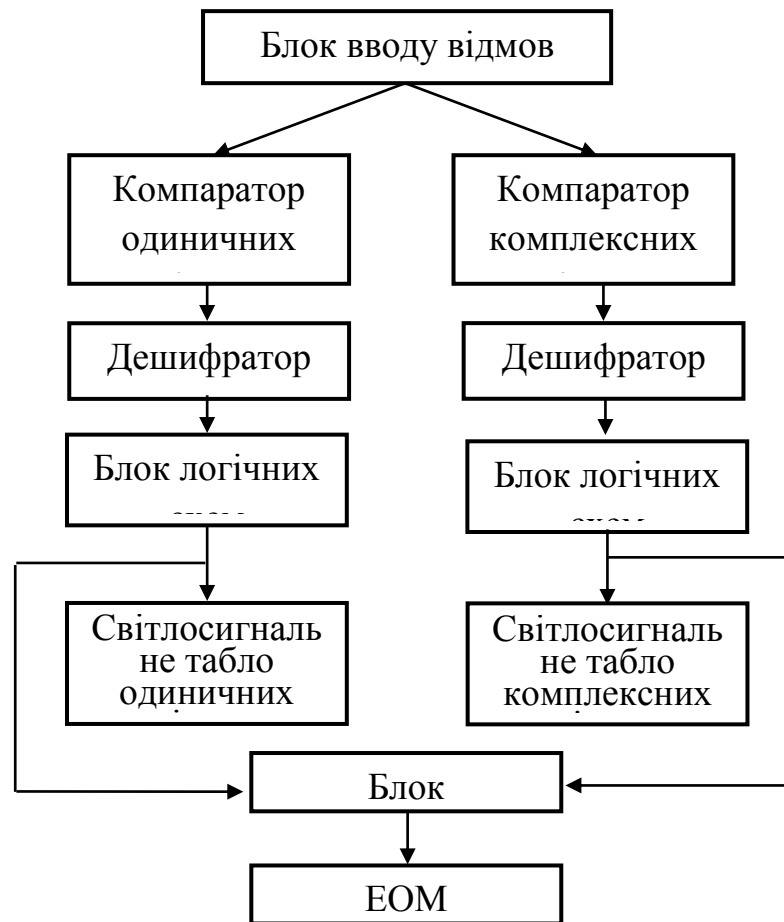 Блок вводу відмов
Компаратор
одиничних
Компаратор
комплексних
Дешифратор
Дешифратор
Блок логічних
Блок логічних
схем
Світлосигналь
не табло
одиничних
Світлосигналь
не табло
комплексних
Блок
ЕОМ